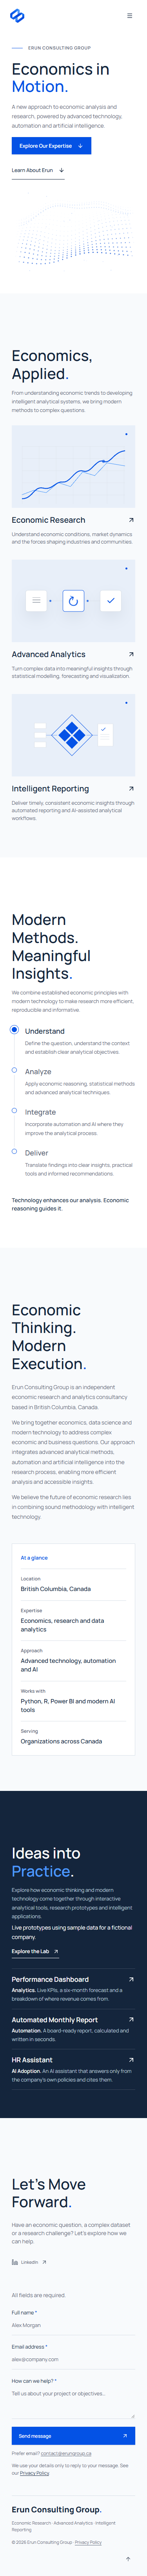 ERUN CONSULTING GROUP
Economics in
Motion.
A new approach to economic analysis and
research, powered by advanced technology,
automation and artificial intelligence.
Explore Our Expertise
Learn About Erun
Economics,
Applied.
From understanding economic trends to developing
intelligent analytical systems, we bring modern
methods to complex questions.
Economic Research
Understand economic conditions, market dynamics
and the forces shaping industries and communities.
Advanced Analytics
Turn complex data into meaningful insights through
statistical modelling, forecasting and visualization.
Intelligent Reporting
Deliver timely, consistent economic insights through
automated reporting and AI-assisted analytical
workflows.
Modern
Methods.
Meaningful
Insights.
We combine established economic principles with
modern technology to make research more efficient,
reproducible and informative.
Understand
Define the question, understand the context
and establish clear analytical objectives.
Analyze
Apply economic reasoning, statistical methods
and advanced analytical techniques.
Integrate
Incorporate automation and AI where they
improve the analytical process.
Deliver
Translate findings into clear insights, practical
tools and informed recommendations.
Technology enhances our analysis. Economic
reasoning guides it.
Economic
Thinking.
Modern
Execution.
Erun Consulting Group is an independent
economic research and analytics consultancy
based in British Columbia, Canada.
We bring together economics, data science and
modern technology to address complex
economic and business questions. Our approach
integrates advanced analytical methods,
automation and artificial intelligence into the
research process, enabling more efficient
analysis and accessible insights.
We believe the future of economic research lies
in combining sound methodology with intelligent
technology.
At a glance
Location
British Columbia, Canada
Expertise
Economics, research and data
analytics
Approach
Advanced technology, automation
and AI
Works with
Python, R, Power BI and modern AI
tools
Serving
Organizations across Canada
Ideas into
Practice.
Explore how economic thinking and modern
technology come together through interactive
analytical tools, research prototypes and intelligent
applications.
Live prototypes using sample data for a fictional
company.
Explore the Lab
Performance Dashboard
Analytics. Live KPIs, a six-month forecast and a
breakdown of where revenue comes from.
Automated Monthly Report
Automation. A board-ready report, calculated and
written in seconds.
HR Assistant
AI Adoption. An AI assistant that answers only from
the company's own policies and cites them.
Let's Move
Forward.
Have an economic question, a complex dataset
or a research challenge? Let's explore how we
can help.
LinkedIn
All fields are required.
Full name *
Alex Morgan
Email address *
alex@company.com
How can we help? *
Tell us about your project or objectives...
Send message
Prefer email? contact@erungroup.ca
We use your details only to reply to your message. See
our Privacy Policy.
Erun Consulting Group.
Economic Research · Advanced Analytics · Intelligent
Reporting
© 2026 Erun Consulting Group · Privacy Policy